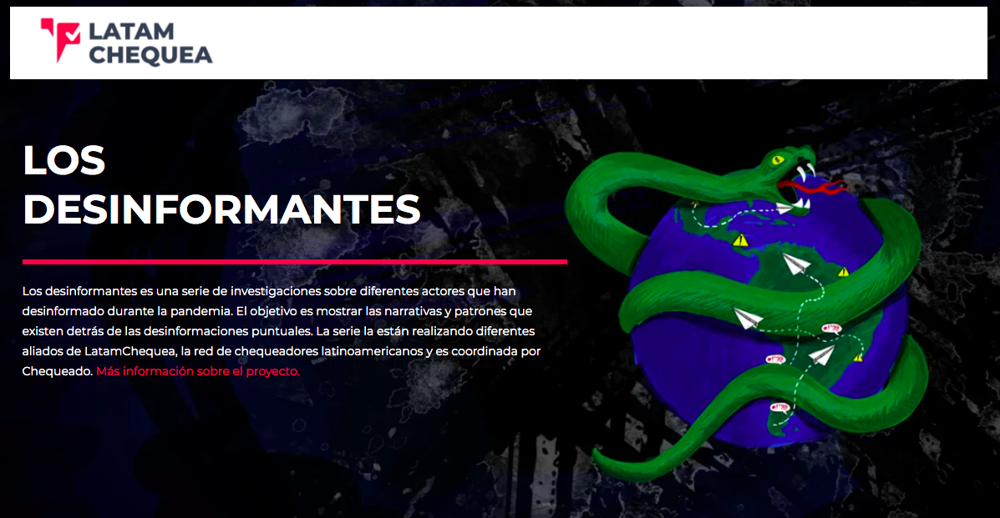 LATAM
CHEQUEA
LOS
DESINFORMANTES
Los desinformantes es una serie de investigaciones sobre diferentes actores que han
desinformado durante la pandemia. El objetivo es mostrar las narrativas y patrones que
existen detrás de las desinformaciones puntuales. La serie la están realizando diferentes
aliados de LatamChequea, la red de chequeadores latinoamericanos y es coordinada por
Chequeado. Más información sobre el proyecto.